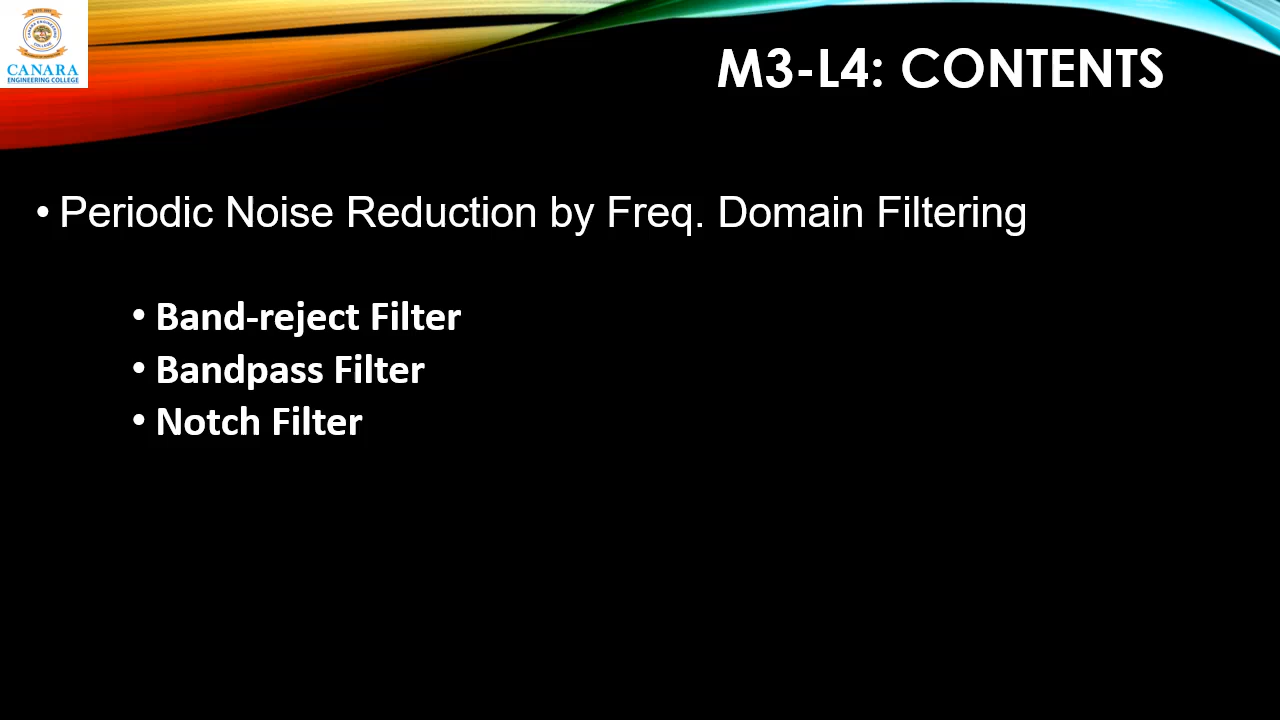 CANARA
ENGINEERING COLLEGE
M3-L4: CONTENTS
• Periodic Noise Reduction by Freq. Domain Filtering
• Band-reject Filter
• Bandpass Filter
• Notch Filter